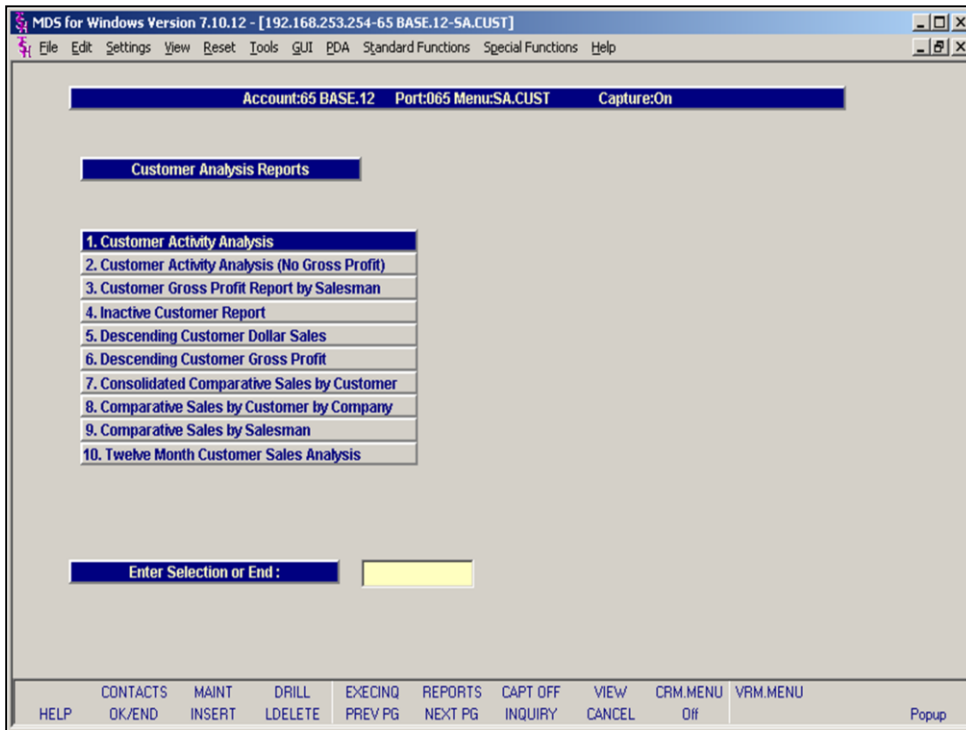 MDS for Windows Version 7.10.12 - [192.168.253.254-65 BASE.12-SA.CUST]
File Edit Settings View Reset Tools GUI PDA Standard Functions Special Functions Help
Account:65 BASE.12 Port:065 Menu:SA.CUST Capture:On
Customer Analysis Reports
1. Customer Activity Analysis
2. Customer Activity Analysis (No Gross Profit)
3. Customer Gross Profit Report by Salesman
4. Inactive Customer Report
5. Descending Customer Dollar Sales
6. Descending Customer Gross Profit
7. Consolidated Comparative Sales by Customer
8. Comparative Sales by Customer by Company
9. Comparative Sales by Salesman
10. Twelve Month Customer Sales Analysis
Enter Selection or End :
CONTACTS MAINT DRILL EXECINQ REPORTS CAPT OFF VIEW CRM.MENU VRM.MENU
HELP OK/END INSERT LDELETE PREV PG NEXT PG INQUIRY CANCEL Off Popup